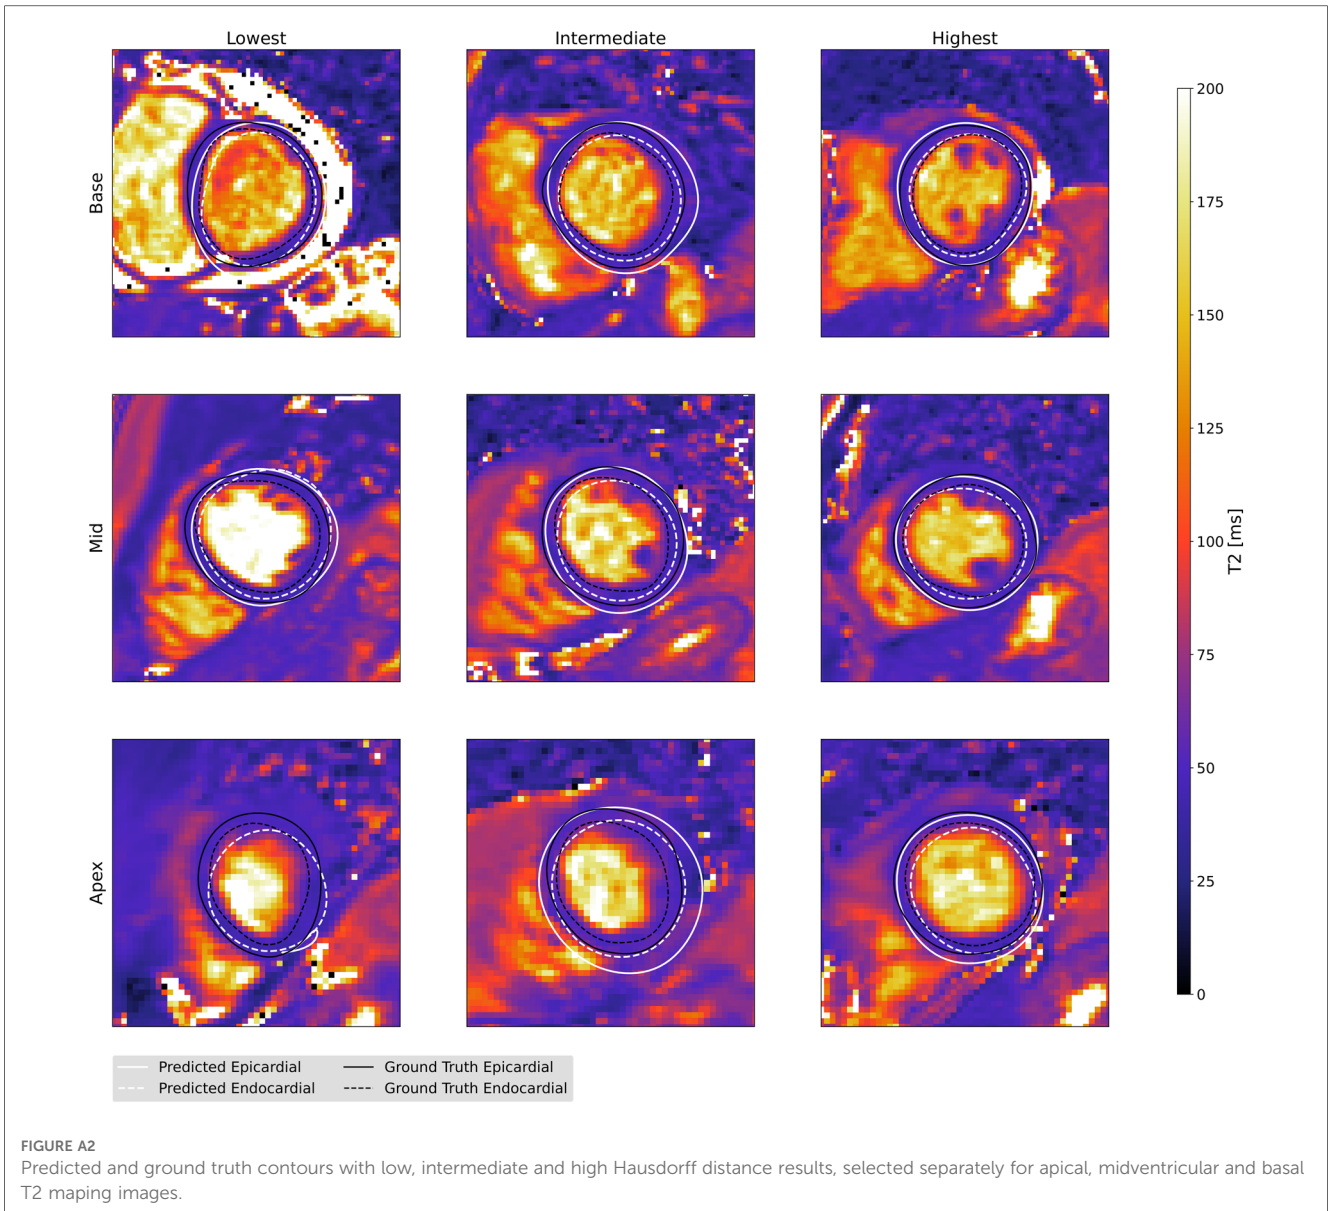 Lowest
Intermediate
Highest
Base
Mid
Apex
200
175
150
125
100
75
50
25
0
T2 [ms]
Predicted Epicardial
Ground Truth Epicardial
Predicted Endocardial
Ground Truth Endocardial
FIGURE A2
Predicted and ground truth contours with low, intermediate and high Hausdorff distance results, selected separately for apical, midventricular and basal
T2 maping images.